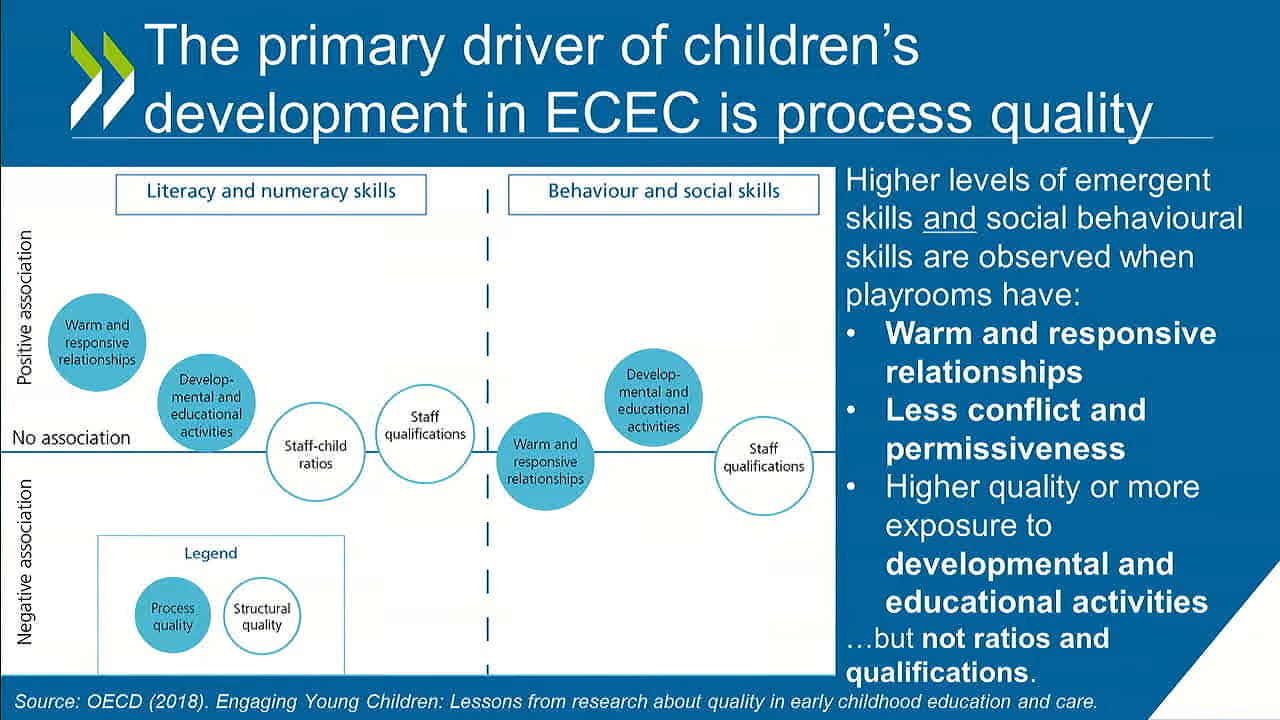 The primary driver of children’s
development in ECEC is process quality
Literacy and numeracy skills
Behaviour and social skills
Positive association
Warm and
responsive
relationships
Develop-
mental and
educational
activities
Staff-child
ratios
Staff
qualifications
No association
Warm and
responsive
relationships
Develop-
mental and
educational
activities
Staff
qualifications
Negative association
Legend
Process
quality
Structural
quality
Higher levels of emergent
skills and social behavioural
skills are observed when
playrooms have:
• Warm and responsive
relationships
• Less conflict and
permissiveness
• Higher quality or more
exposure to
developmental and
educational activities
…but not ratios and
qualifications.
Source: OECD (2018). Engaging Young Children: Lessons from research about quality in early childhood education and care.